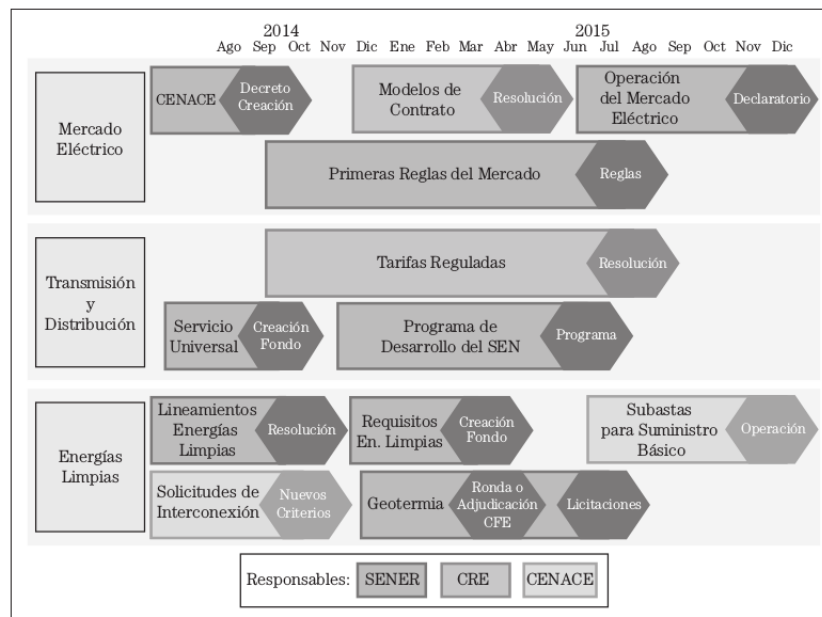 2014 2015
Ago Sep Oct Nov Dic Ene Feb Mar Abr May Jun Jul Ago Sep Oct Nov Dic
Mercado
Eléctrico
CENACE
Decreto
Creación
Modelos de
Contrato
Resolución
Operación
del Mercado
Eléctrico
Declaratorio
Primeras Reglas del Mercado
Reglas
Transmisión
y
Distribución
Tarifas Reguladas
Resolución
Servicio
Universal
Creación
Fondo
Programa de
Desarrollo del SEN
Programa
Energías
Limpias
Lineamientos
Energías
Limpias
Resolución
Requisitos
En. Limpias
Creación
Fondo
Subastas
para Suministro
Básico
Operación
Solicitudes de
Interconexión
Nuevos
Criterios
Geotermia
Ronda o
Adjudicación
CFE
Licitaciones
Responsables: SENER CRE CENACE